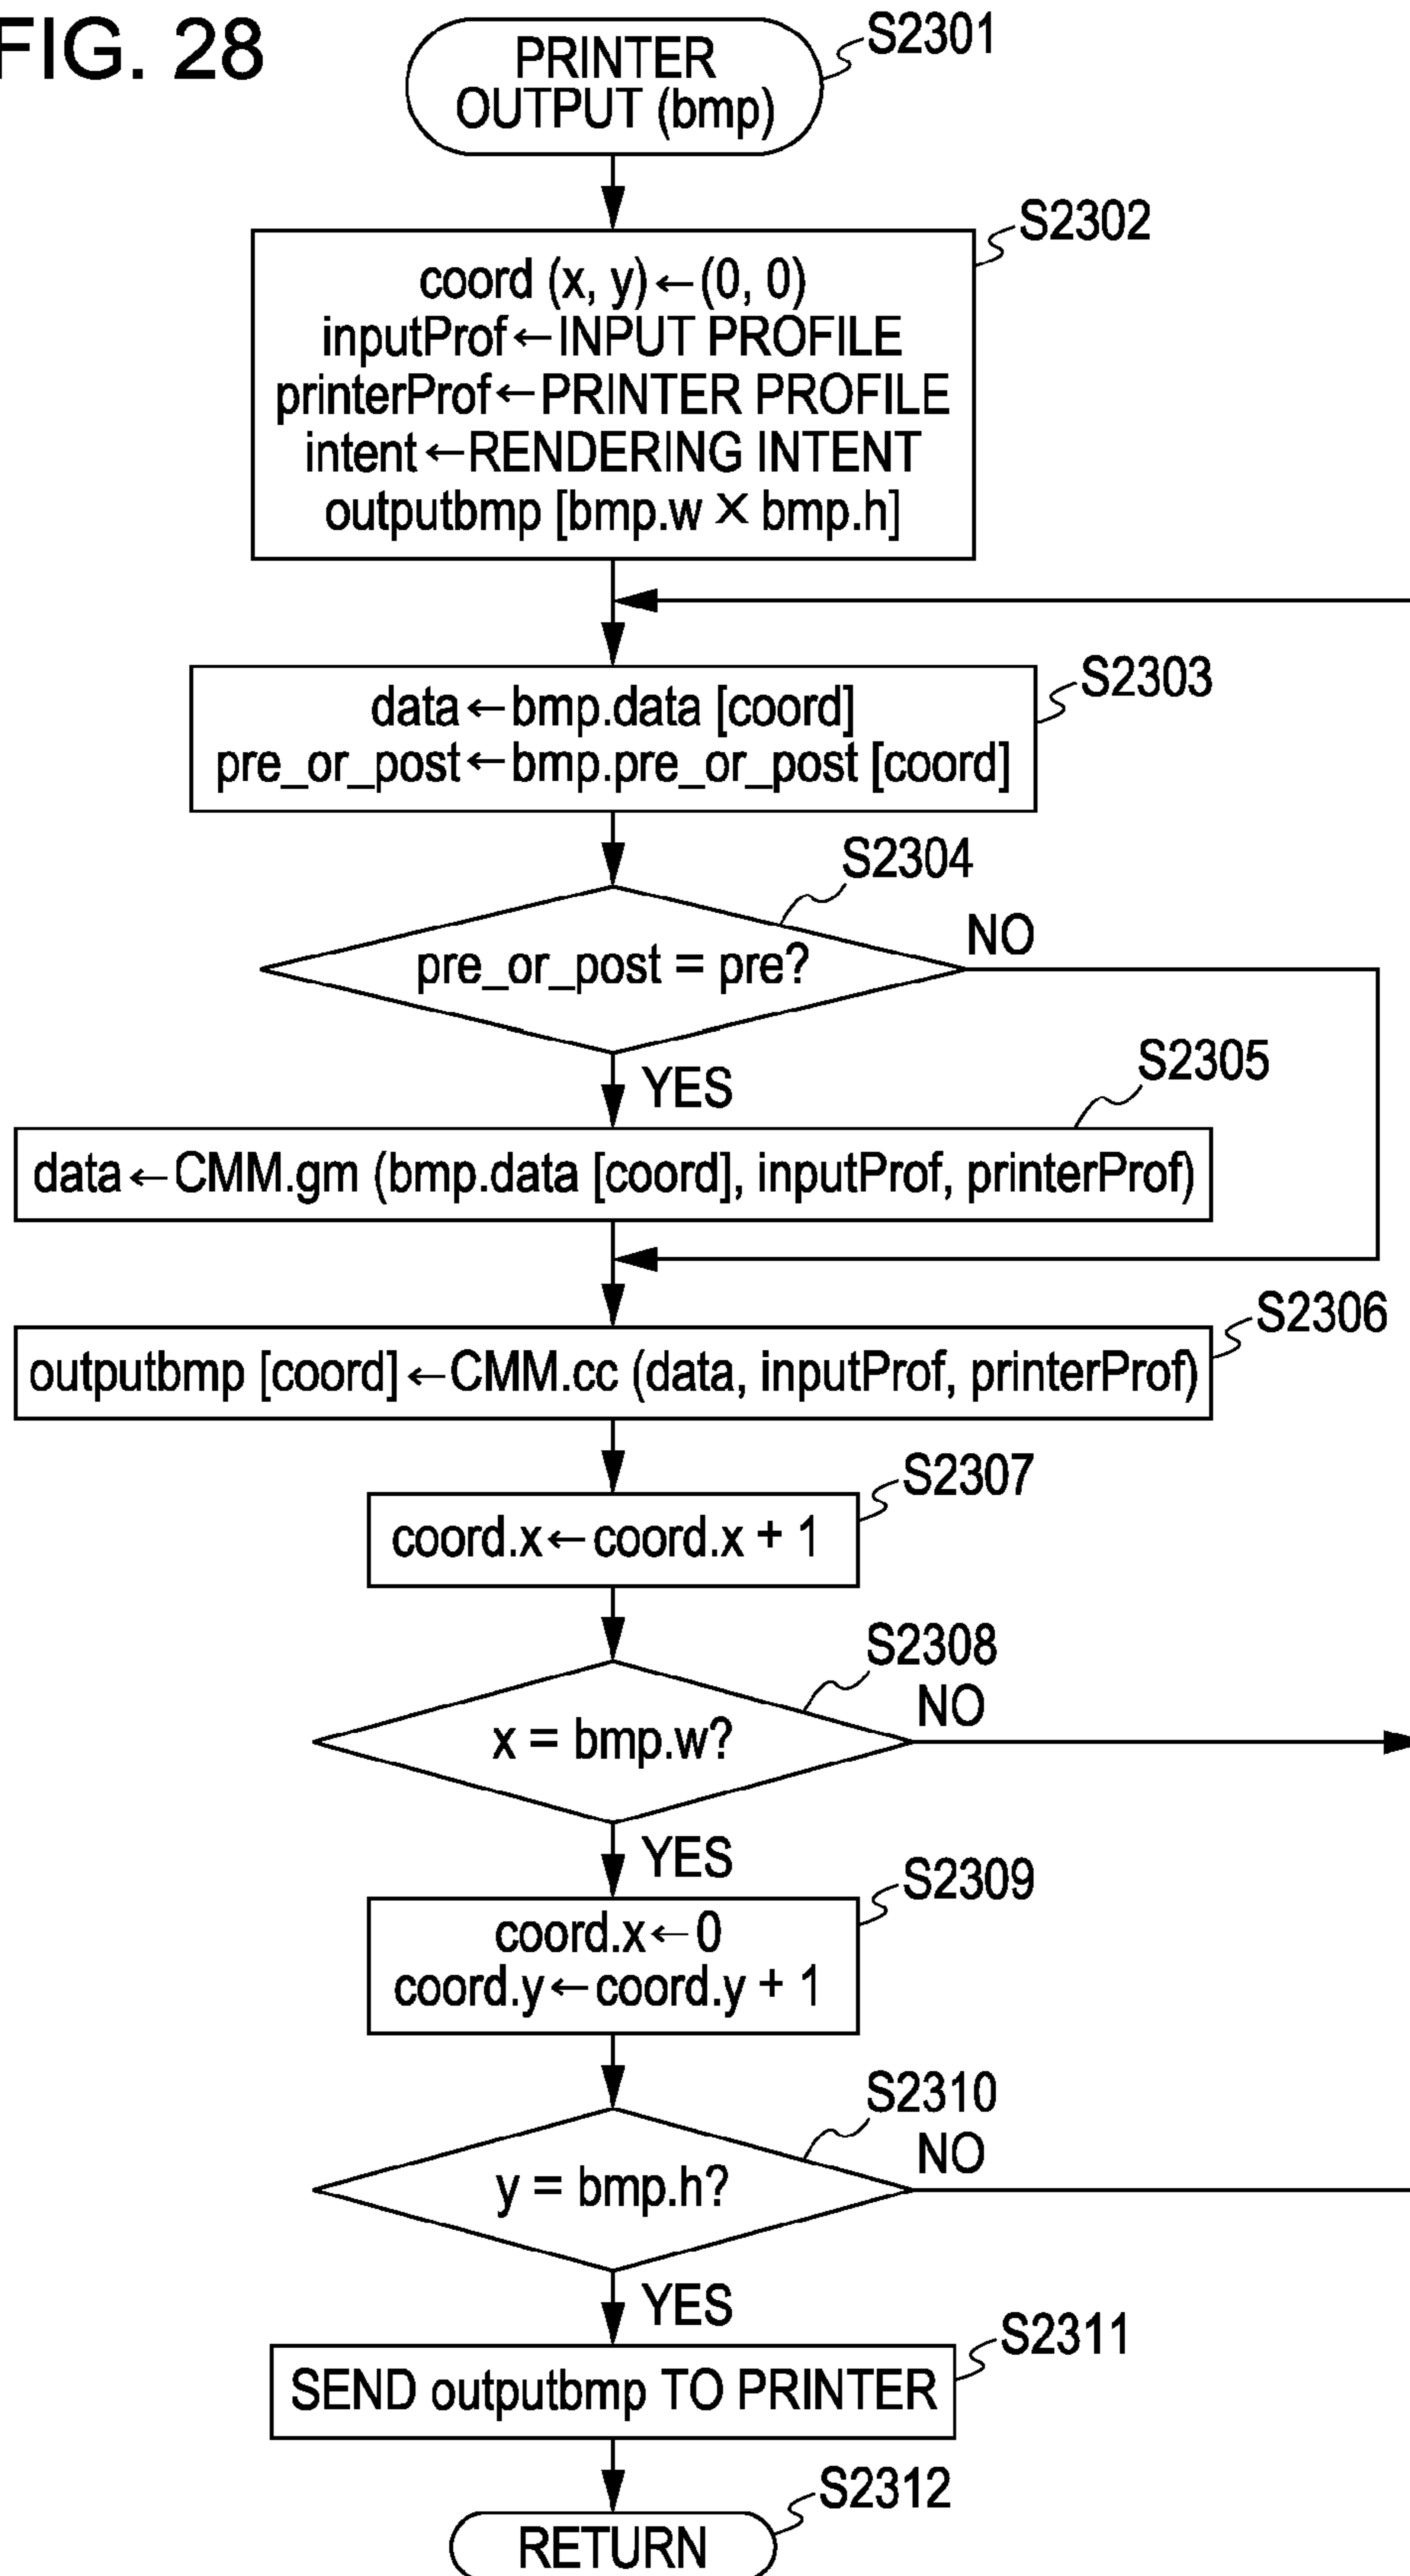 FIG. 28
PRINTER
OUTPUT (bmp)
S2301
S2302
coord (x, y)←(0, 0)
inputProf←INPUT PROFILE
printerProf←PRINTER PROFILE
intent←RENDERING INTENT
outputbmp [bmp.w × bmp.h]
S2303
data←bmp.data [coord]
pre_or_post←bmp.pre_or_post [coord]
S2304
pre_or_post = pre?
NO
YES
S2305
data←CMM.gm (bmp.data [coord], inputProf, printerProf)
S2306
outputbmp [coord]←CMM.cc (data, inputProf, printerProf)
S2307
coord.x←coord.x + 1
S2308
x = bmp.w?
NO
YES
S2309
coord.x←0
coord.y←coord.y + 1
S2310
y = bmp.h?
NO
YES
S2311
SEND outputbmp TO PRINTER
S2312
RETURN